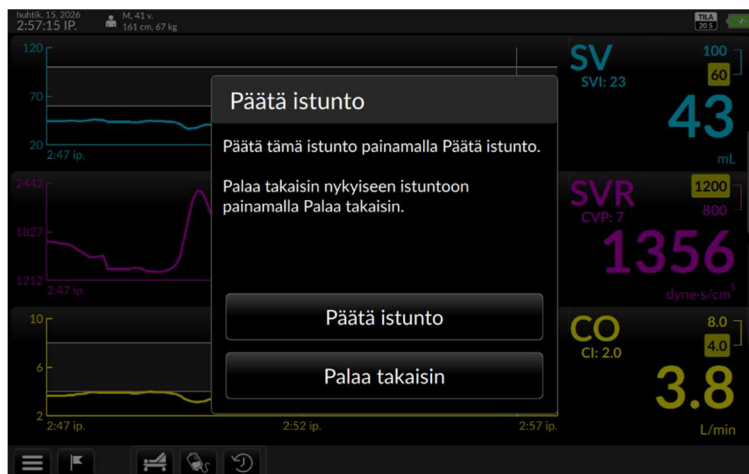 huhtik. 15, 2026
2:57:15 IP.
M, 41 v.
161 cm, 67 kg
TILA
20 S
120
70
20
2:47 ip.
SV
SVI: 23
100
60
43
mL
Päätä istunto
Päätä tämä istunto painamalla Päätä istunto.
Palaa takaisin nykyiseen istuntoon
painamalla Palaa takaisin.
Päätä istunto
Palaa takaisin
2442
1827
1212
2:47 ip.
SVR
CVP: 7
1200
800
1356
dyne-s/cm⁵
10
6
2
2:47 ip.
2:52 ip.
2:57 ip.
CO
CI: 2.0
8.0
4.0
3.8
L/min